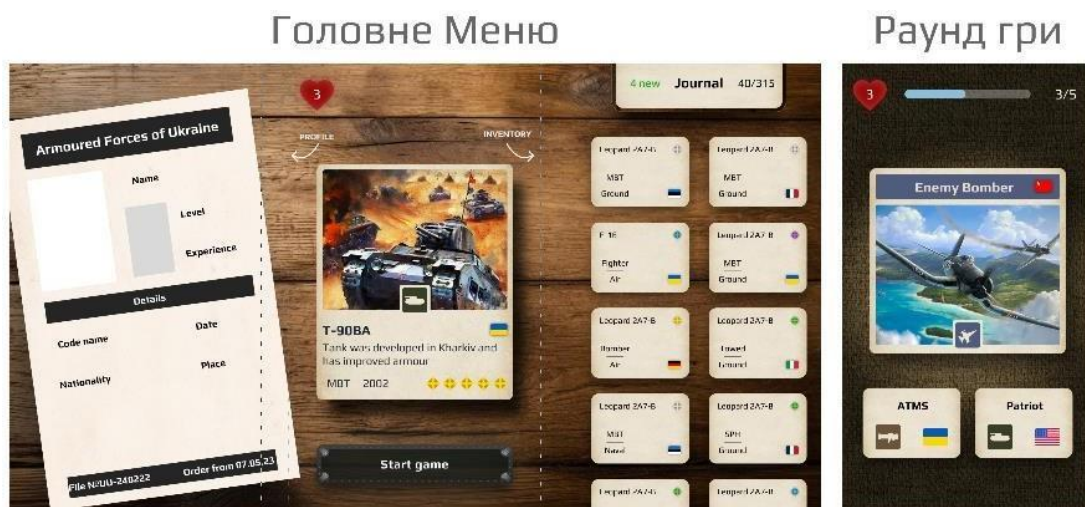 Головне Меню
Раунд гри
Armoured Forces of Ukraine
Name
Level
Experience
Details
Code name
Date
Nationality
Place
File №UU-240222
Order from 07.05.23
3
PROFILE
INVENTORY
T-90BA
Tank was developed in Kharkiv and
has improved armour
MBT 2002
Start game
4 new Journal 40/315
Leopard 2A7-B
MBT
Ground
Leopard 2A7-B
MBT
Ground
F-16
Fighter
Air
Leopard 2A7-B
MBT
Ground
Leopard 2A7-B
Bomber
Air
Leopard 2A7-B
Towed
Ground
Leopard 2A7-B
MBT
Naval
Leopard 2A7-B
SPH
Ground
Leopard 2A7-B
Leopard 2A7-B
3
3/5
Enemy Bomber
ATMS
Patriot